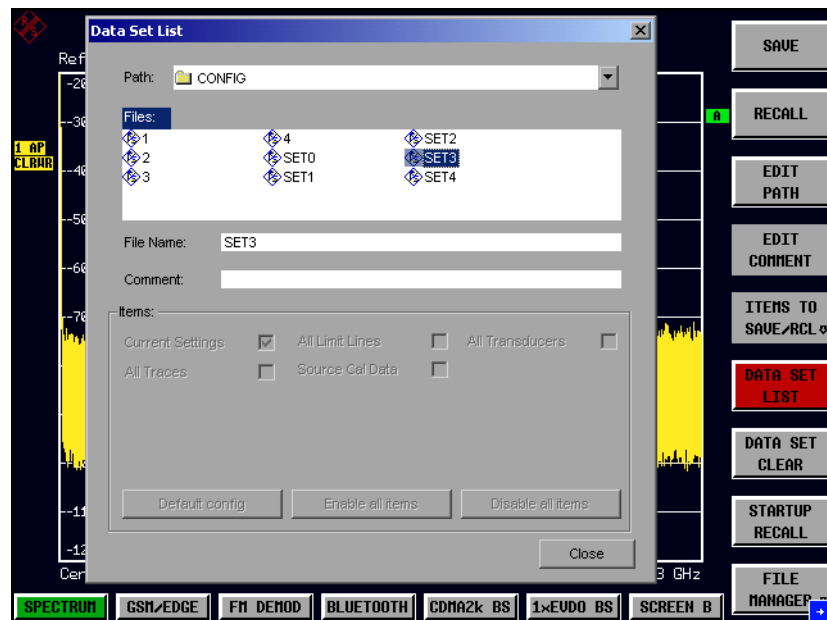 Data Set List
Ref
Path: CONFIG
Files:
1 4 SET2
2 SET0 SET3
3 SET1 SET4
File Name: SET3
Comment:
Items:
Current Settings All Limit Lines All Transducers
All Traces Source Cal Data
Default config Enable all items Disable all items
Close
1 AP
CLRWR
A
-20
-30
-40
-50
-60
-70
-11
-12
Cen
3 GHz
SAVE
RECALL
EDIT
PATH
EDIT
COMMENT
ITEMS TO
SAVE/RCL
DATA SET
LIST
DATA SET
CLEAR
STARTUP
RECALL
FILE
MANAGER
SPECTRUM GSM/EDGE FM DEMOD BLUETOOTH CDMA2k BS 1xEVDO BS SCREEN B